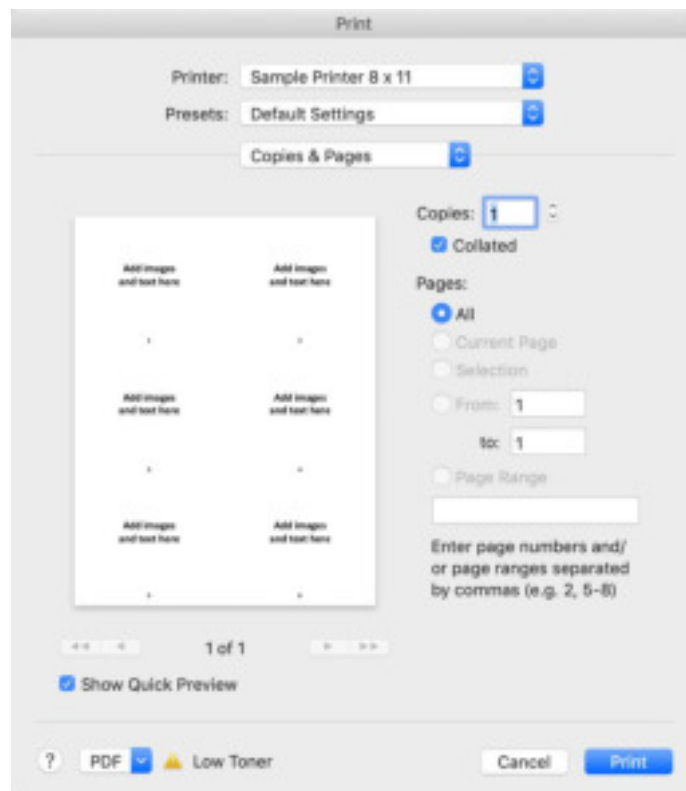 Print
Printer: Sample Printer 8 x 11
Presets: Default Settings
Copies & Pages
Copies: 1
Collated
Pages:
All
Current Page
Selection
From: 1
to: 1
Page Range
Enter page numbers and/
or page ranges separated
by commas (e.g. 2, 5-8)
Add images Add images
and text here and text here
Add images Add images
and text here and text here
Add images Add images
and text here and text here
1 of 1
Show Quick Preview
? PDF Low Toner Cancel Print